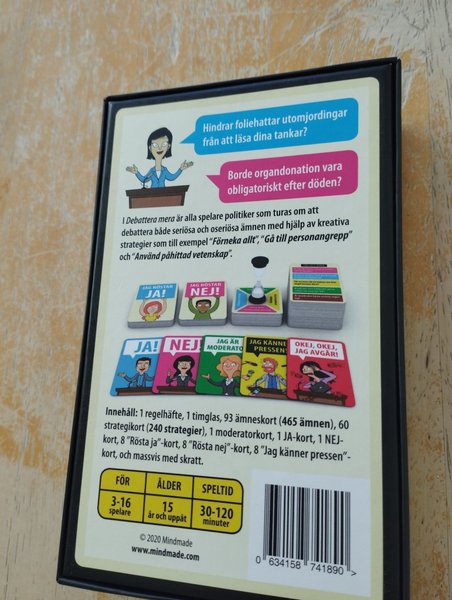 Hindrar foliehattar utomjordingar
från att läsa dina tankar?
Borde organdonation vara
obligatoriskt efter döden?
I Debattera mera är alla spelare politiker som turas om att
debattera både seriösa och oseriösa ämnen med hjälp av kreativa
strategier som till exempel "Förneka allt", "Gå till personangrepp"
och "Använd påhittad vetenskap".
JAG RÖSTAR
JA!
JAG RÖSTAR
NEJ!
JA!
NEJ!
JAG ÄR
MODERATO
JAG KÄNNER
PRESSEN!
OKEJ, OKEJ,
JAG AVGÅR!
Innehåll: 1 regelhäfte, 1 timglas, 93 ämneskort (465 ämnen), 60
strategikort (240 strategier), 1 moderatorkort, 1 JA-kort, 1 NEJ-
kort, 8 "Rösta ja"-kort, 8 "Rösta nej"-kort, 8 "Jag känner pressen"-
kort, och massvis med skratt.
FÖR
ÅLDER
SPELTID
3-16
spelare
15
år och uppåt
30-120
minuter
© 2020 Mindmade
www.mindmade.com
0 634158 741890 >